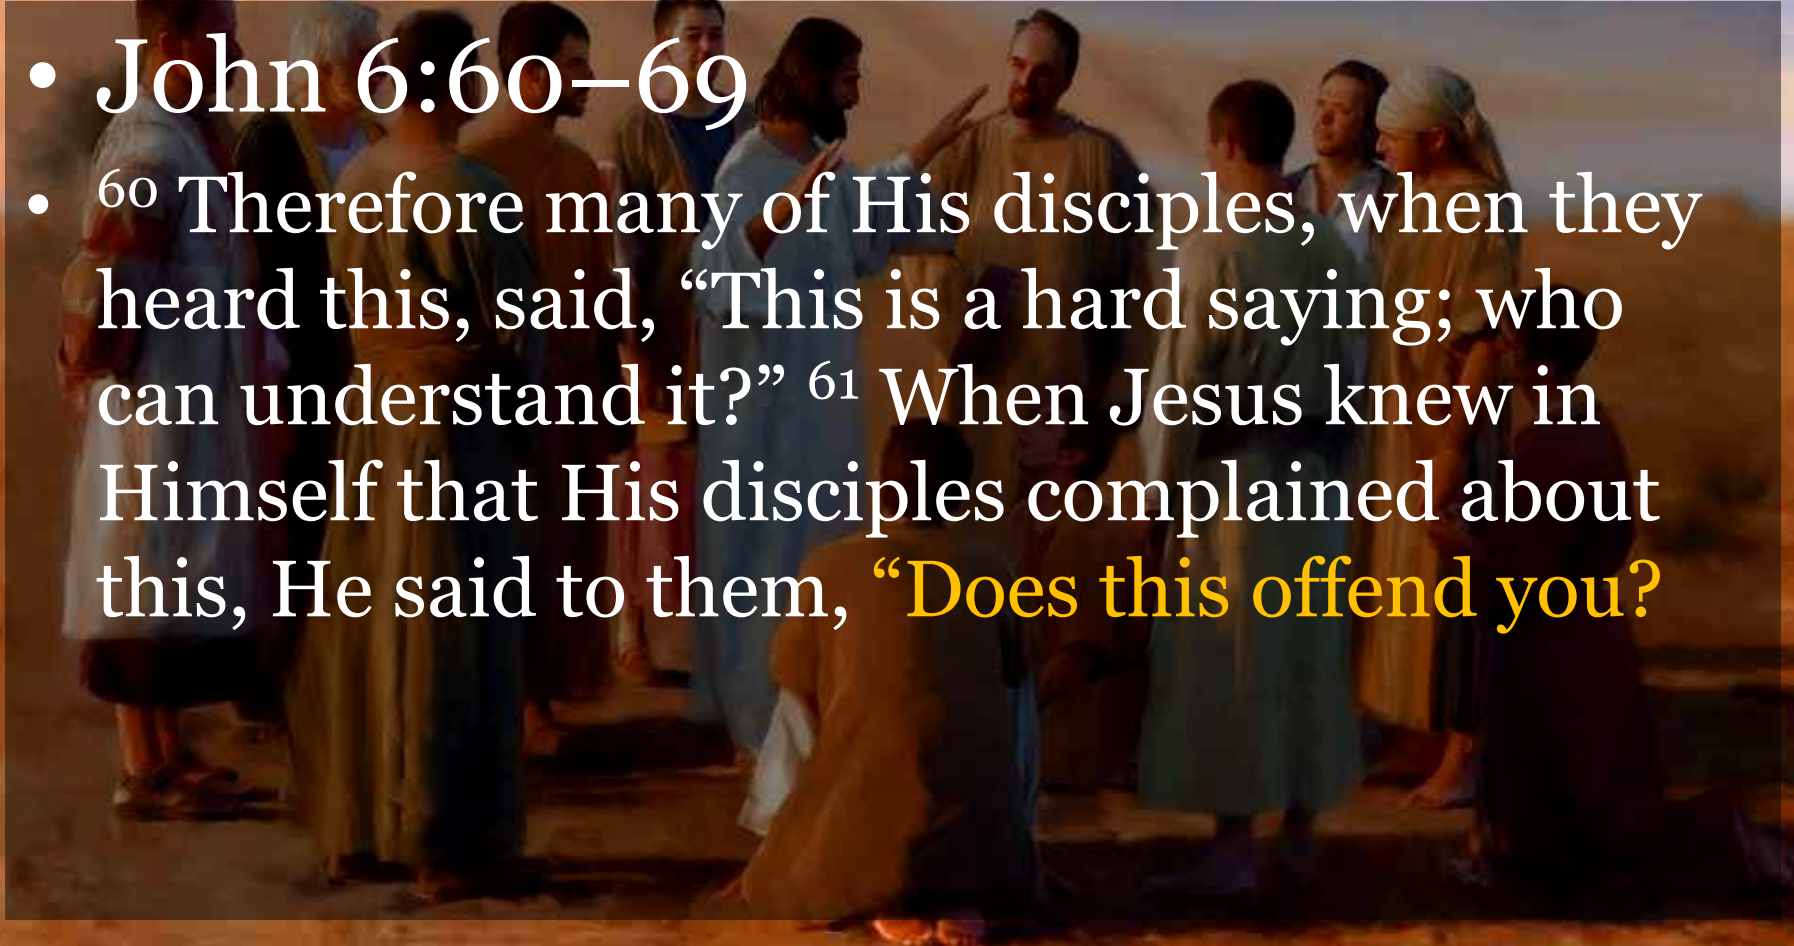 • John 6:60–69
• 60 Therefore many of His disciples, when they
heard this, said, “This is a hard saying; who
can understand it?” 61 When Jesus knew in
Himself that His disciples complained about
this, He said to them, “Does this offend you?